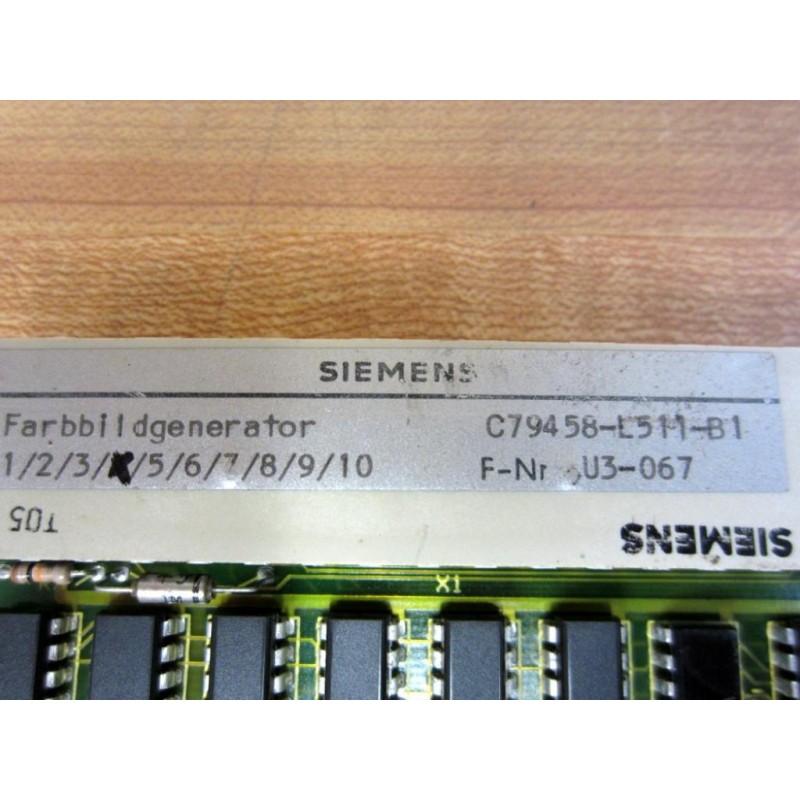 SIEMENS
Farbbildgenerator C79458-L511-B1
1/2/3/ /5/6/7/8/9/10 F-Nr U3-067
T05 SIEMENS
X1